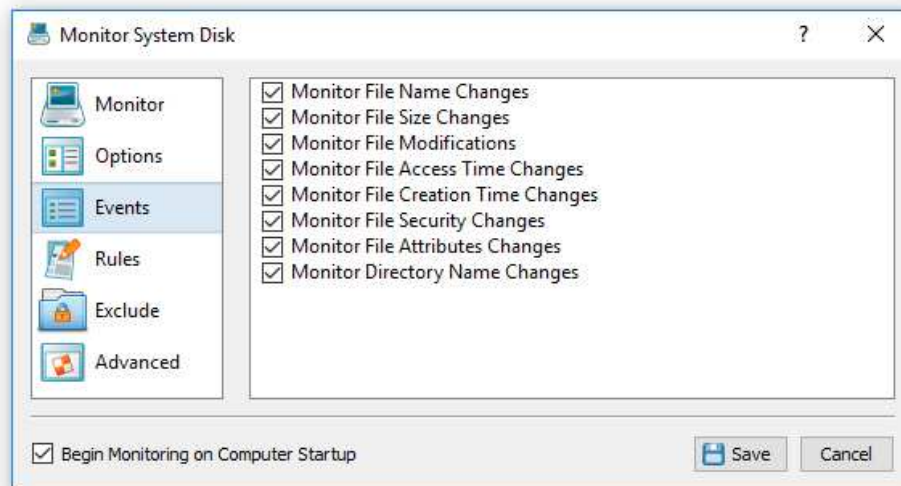 Monitor System Disk
?
Monitor
Options
Events
Rules
Exclude
Advanced
Monitor File Name Changes
Monitor File Size Changes
Monitor File Modifications
Monitor File Access Time Changes
Monitor File Creation Time Changes
Monitor File Security Changes
Monitor File Attributes Changes
Monitor Directory Name Changes
Begin Monitoring on Computer Startup
Save
Cancel